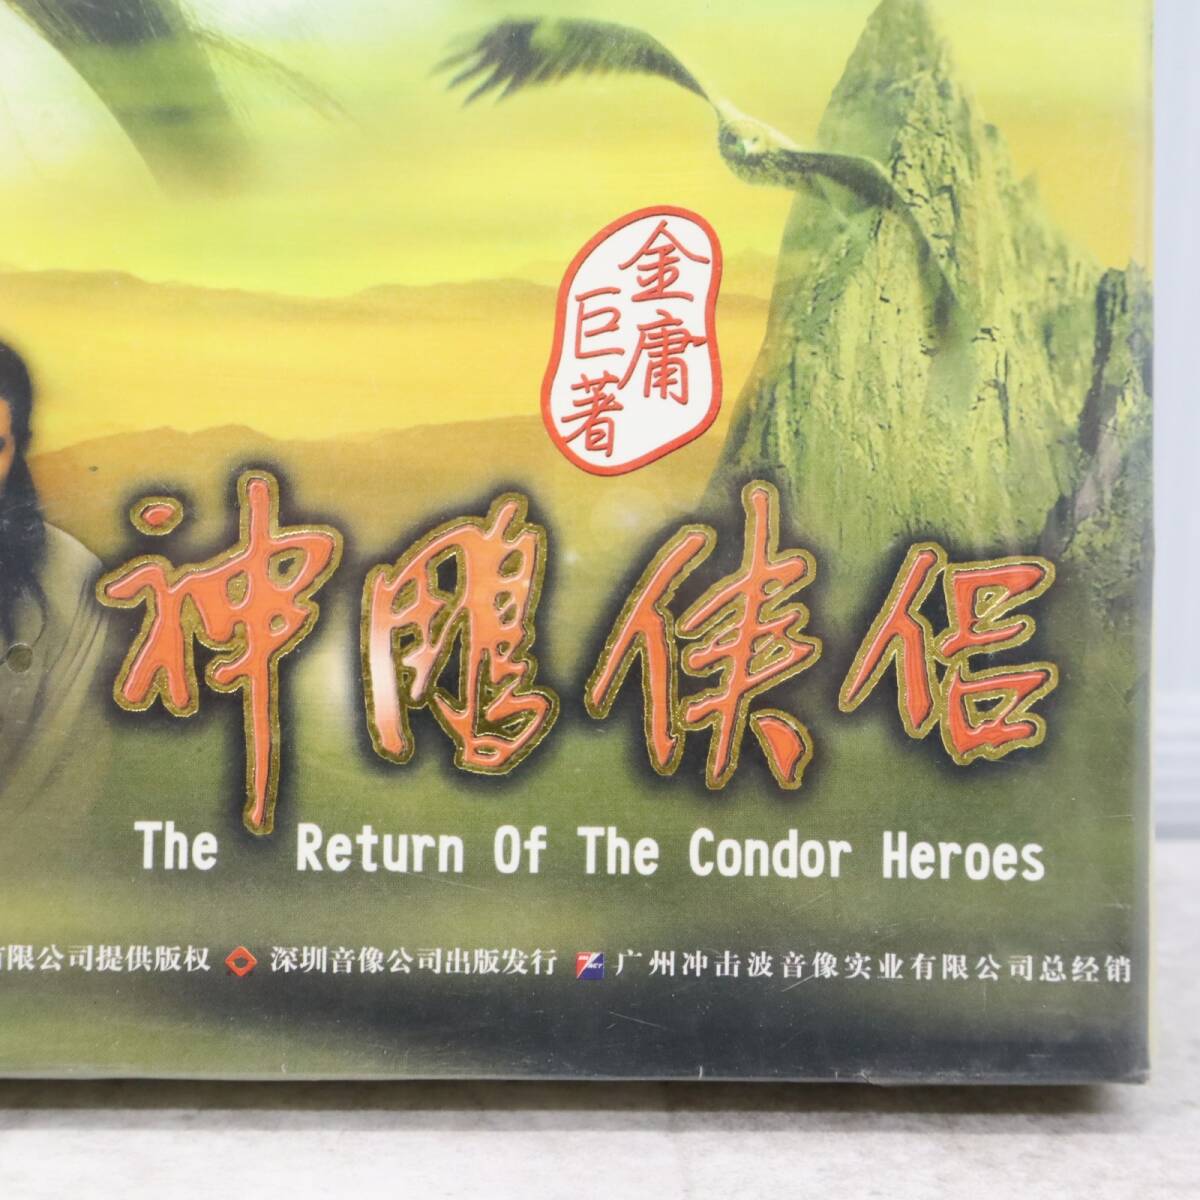 金庸
巨著
神雕侠侣
The Return Of The Condor Heroes
有限公司提供版权 深圳音像公司出版发行 广州冲击波音像实业有限公司总经销